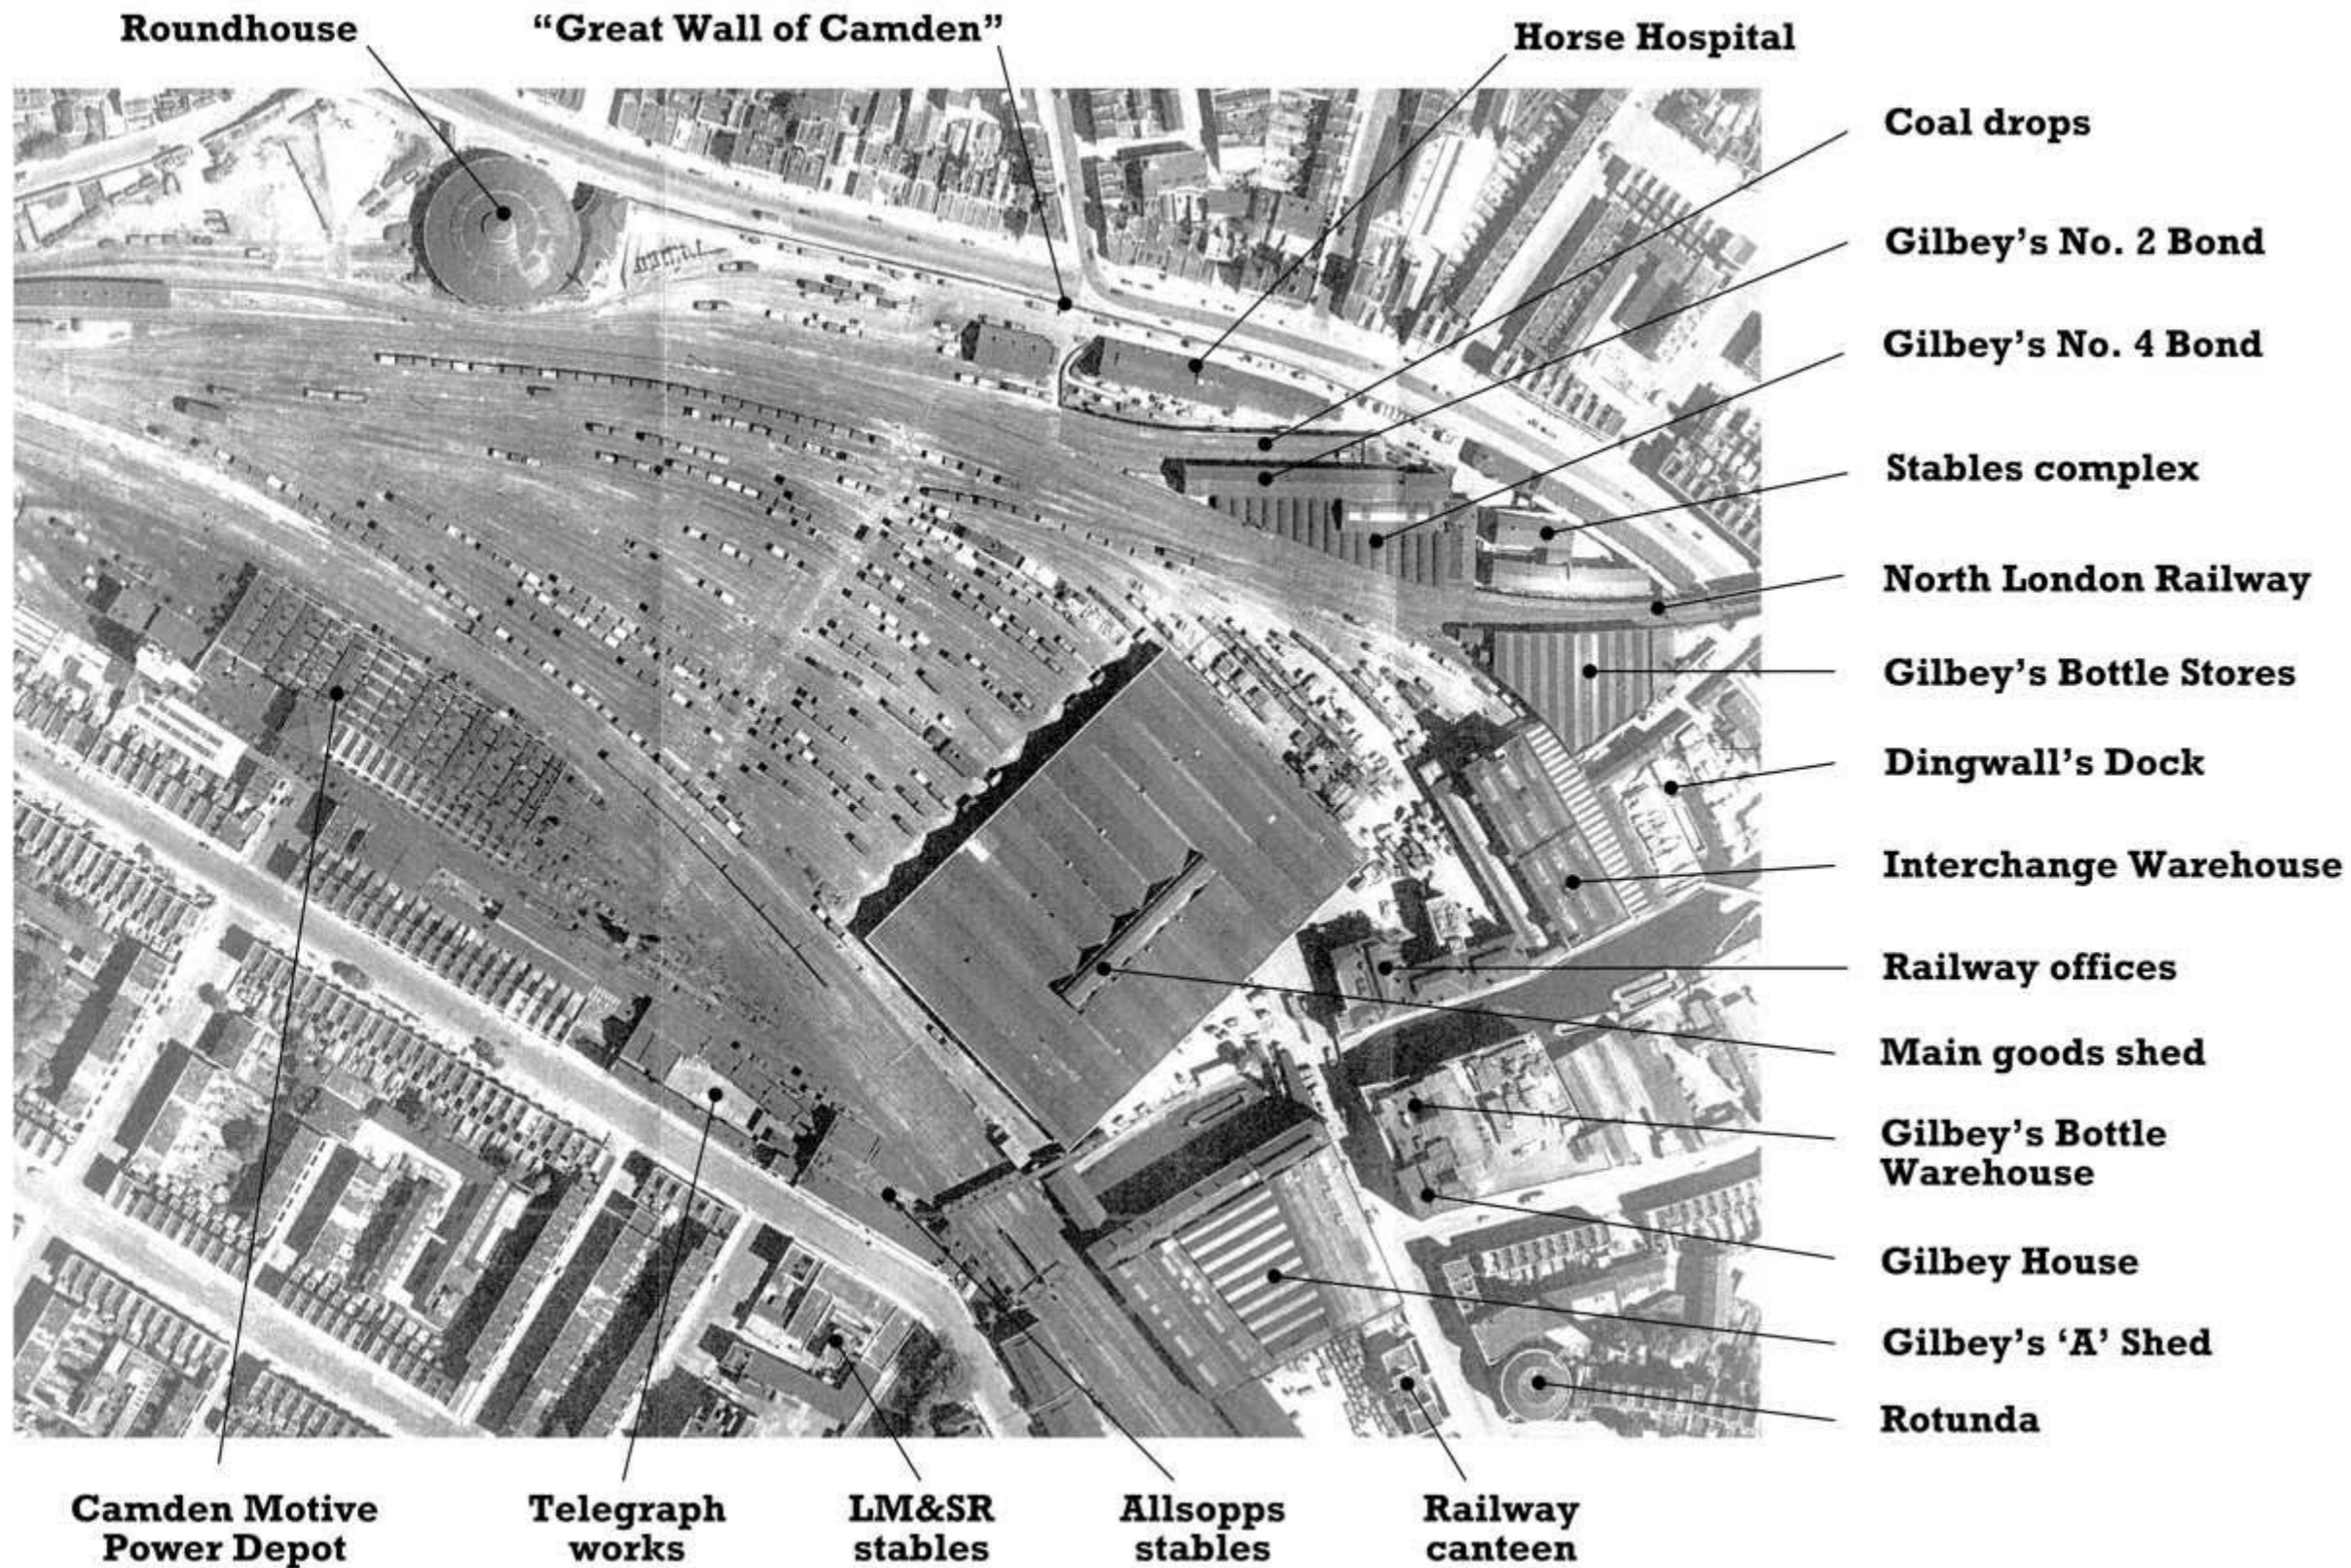 Roundhouse
“Great Wall of Camden”
Horse Hospital
Coal drops
Gilbey’s No. 2 Bond
Gilbey’s No. 4 Bond
Stables complex
North London Railway
Gilbey’s Bottle Stores
Dingwall’s Dock
Interchange Warehouse
Railway offices
Main goods shed
Gilbey’s Bottle
Warehouse
Gilbey House
Gilbey’s ‘A’ Shed
Rotunda
Camden Motive
Power Depot
Telegraph
works
LM&SR
stables
Allsopps
stables
Railway
canteen